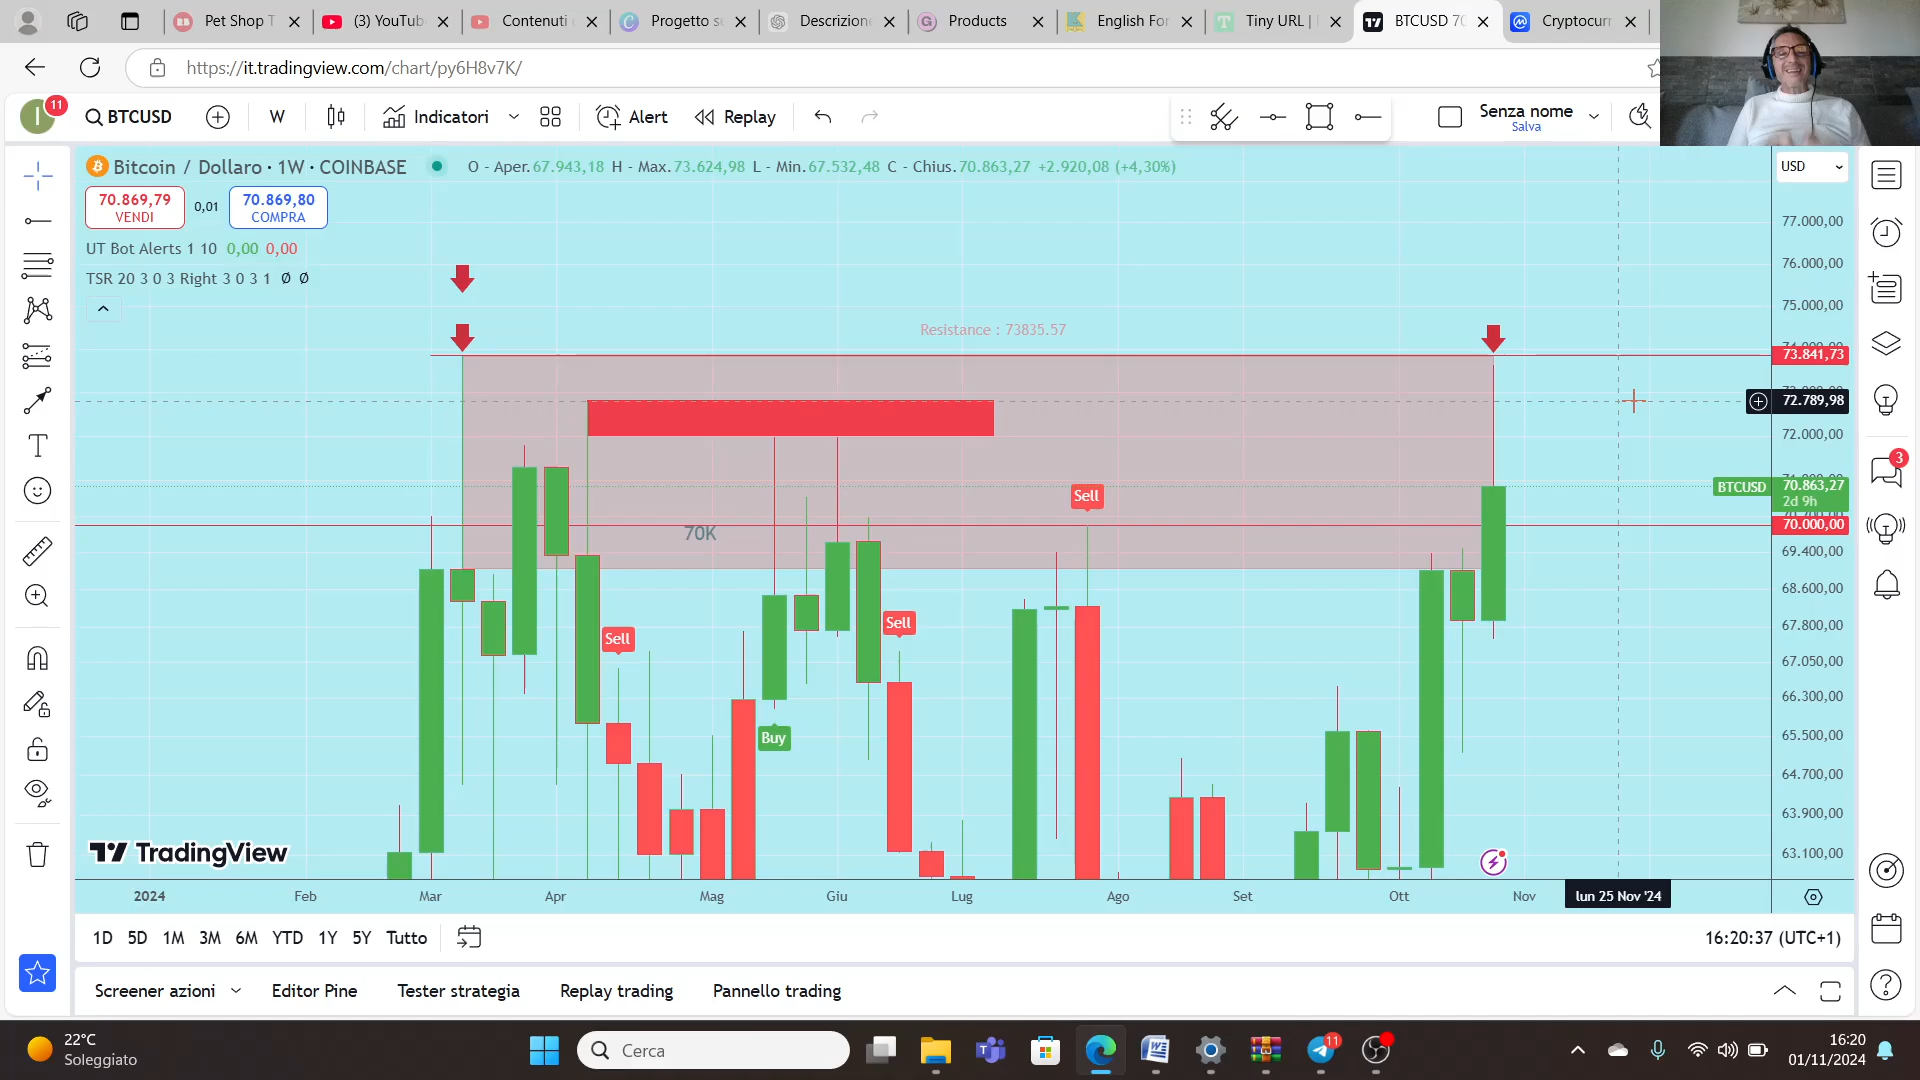 Pet Shop T
(3) YouTub
Contenuti
Progetto s
Descrizion
Products
English For
Tiny URL |
BTCUSD 70
Cryptocurr
https://it.tradingview.com/chart/py6H8v7K/
I
11
BTCUSD
W
Indicatori
Alert
Replay
Senza nome
Salva
Bitcoin / Dollaro · 1W · COINBASE
O - Aper.67.943,18 H - Max.73.624,98 L - Min.67.532,48 C - Chius.70.863,27 +2.920,08 (+4,30%)
USD
70.869,79
VENDI
0,01
70.869,80
COMPRA
UT Bot Alerts 1 10 0,00 0,00
TSR 20 3 0 3 Right 3 0 3 1 Ø Ø
77.000,00
76.000,00
75.000,00
Resistance : 73835.57
73.841,73
72.789,98
72.000,00
BTCUSD
70.863,27
2d 9h
70.000,00
69.400,00
68.600,00
67.800,00
67.050,00
66.300,00
65.500,00
64.700,00
63.900,00
63.100,00
Sell
70K
Sell
Sell
Buy
3
TradingView
2024
Feb
Mar
Apr
Mag
Giu
Lug
Ago
Set
Ott
Nov
lun 25 Nov '24
1D 5D 1M 3M 6M YTD 1Y 5Y Tutto
16:20:37 (UTC+1)
Screener azioni
Editor Pine
Tester strategia
Replay trading
Pannello trading
22°C
Soleggiato
Cerca
11
16:20
01/11/2024